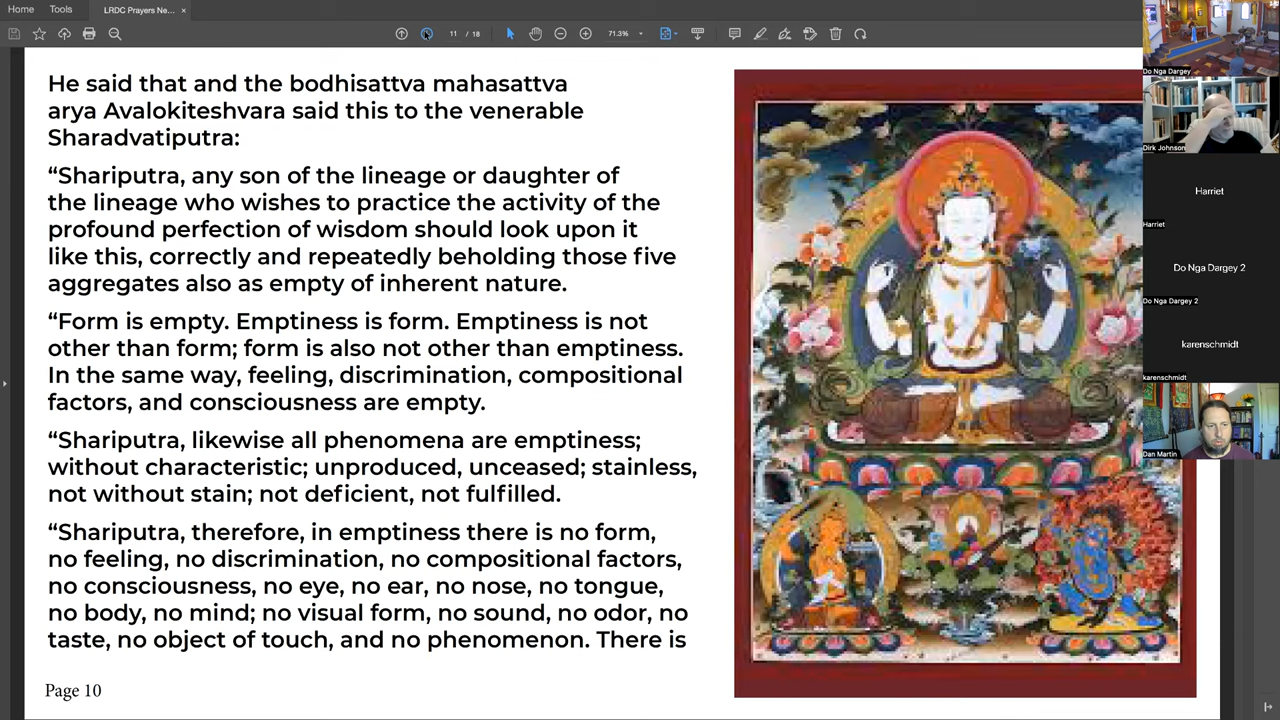 Home
Tools
LRDC Prayers Ne...
11 / 18
71.3%
He said that and the bodhisattva mahasattva
arya Avalokiteshvara said this to the venerable
Sharadvatiputra:
“Shariputra, any son of the lineage or daughter of
the lineage who wishes to practice the activity of the
profound perfection of wisdom should look upon it
like this, correctly and repeatedly beholding those five
aggregates also as empty of inherent nature.
“Form is empty. Emptiness is form. Emptiness is not
other than form; form is also not other than emptiness.
In the same way, feeling, discrimination, compositional
factors, and consciousness are empty.
“Shariputra, likewise all phenomena are emptiness;
without characteristic; unproduced, unceased; stainless,
not without stain; not deficient, not fulfilled.
“Shariputra, therefore, in emptiness there is no form,
no feeling, no discrimination, no compositional factors,
no consciousness, no eye, no ear, no nose, no tongue,
no body, no mind; no visual form, no sound, no odor, no
taste, no object of touch, and no phenomenon. There is
Page 10
Do Nga Dargey
Dirk Johnson
Harriet
Harriet
Do Nga Dargey 2
Do Nga Dargey 2
karenschmidt
karenschmidt
Dan Martin